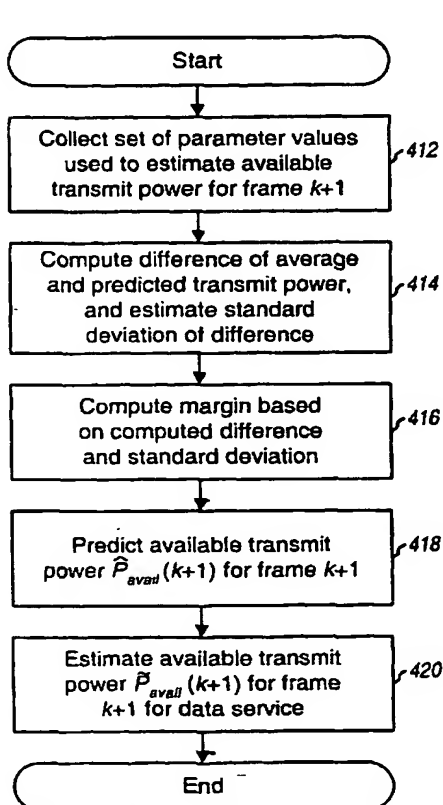 Start
Collect set of parameter values
used to estimate available
transmit power for frame k+1
412
Compute difference of average
and predicted transmit power,
and estimate standard
deviation of difference
414
Compute margin based
on computed difference
and standard deviation
416
Predict available transmit
power P̂avail(k+1) for frame k+1
418
Estimate available transmit
power P̃avail(k+1) for frame
k+1 for data service
420
End